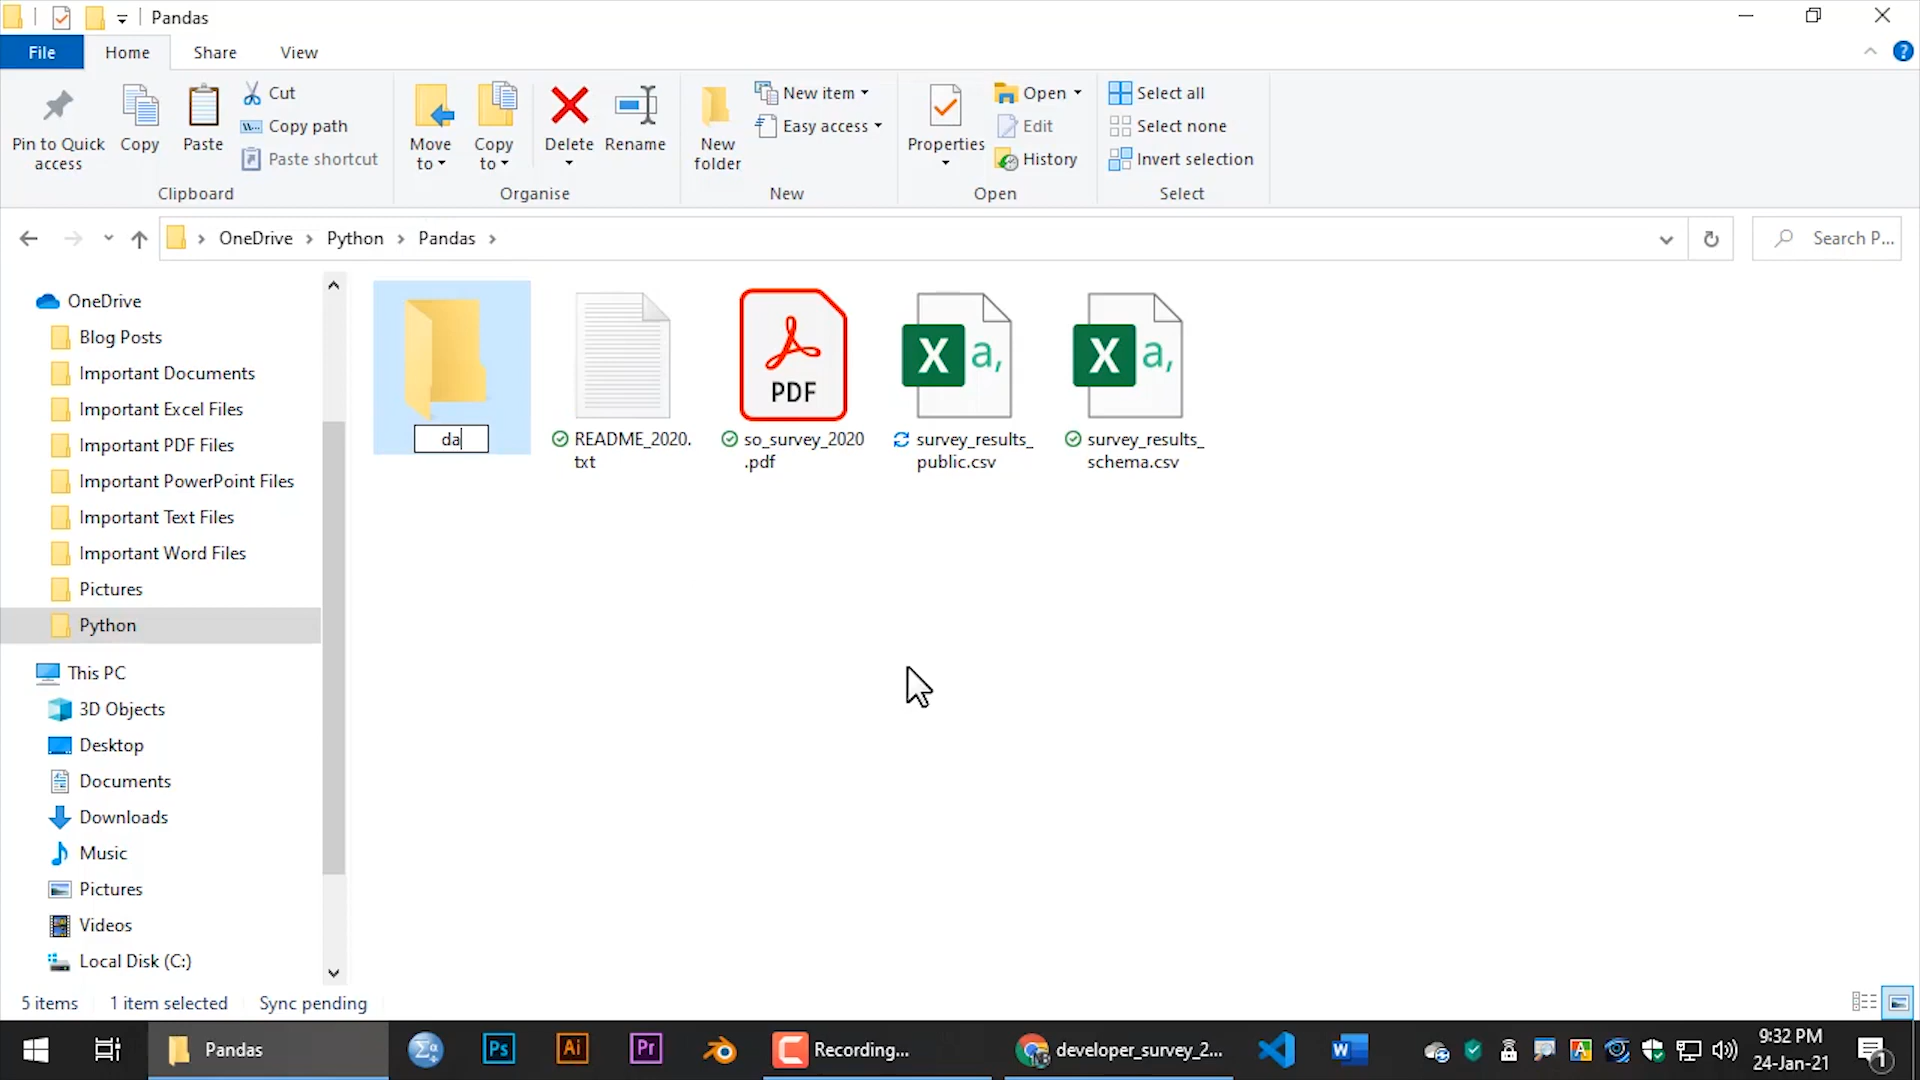 Pandas
File Home Share View
Pin to Quick access
Copy
Paste
Cut
Copy path
Paste shortcut
Clipboard
Move to
Copy to
Delete
Rename
Organise
New folder
New item
Easy access
New
Properties
Open
Edit
History
Open
Select all
Select none
Invert selection
Select
OneDrive Python Pandas
Search P...
OneDrive
Blog Posts
Important Documents
Important Excel Files
Important PDF Files
Important PowerPoint Files
Important Text Files
Important Word Files
Pictures
Python
This PC
3D Objects
Desktop
Documents
Downloads
Music
Pictures
Videos
Local Disk (C:)
da
README_2020.
txt
PDF
so_survey_2020
.pdf
X a,
survey_results_
public.csv
X a,
survey_results_
schema.csv
5 items 1 item selected Sync pending
Pandas
Σα
Ps
Ai
Pr
Recording...
developer_survey_2...
W
A
9:32 PM
24-Jan-21
1